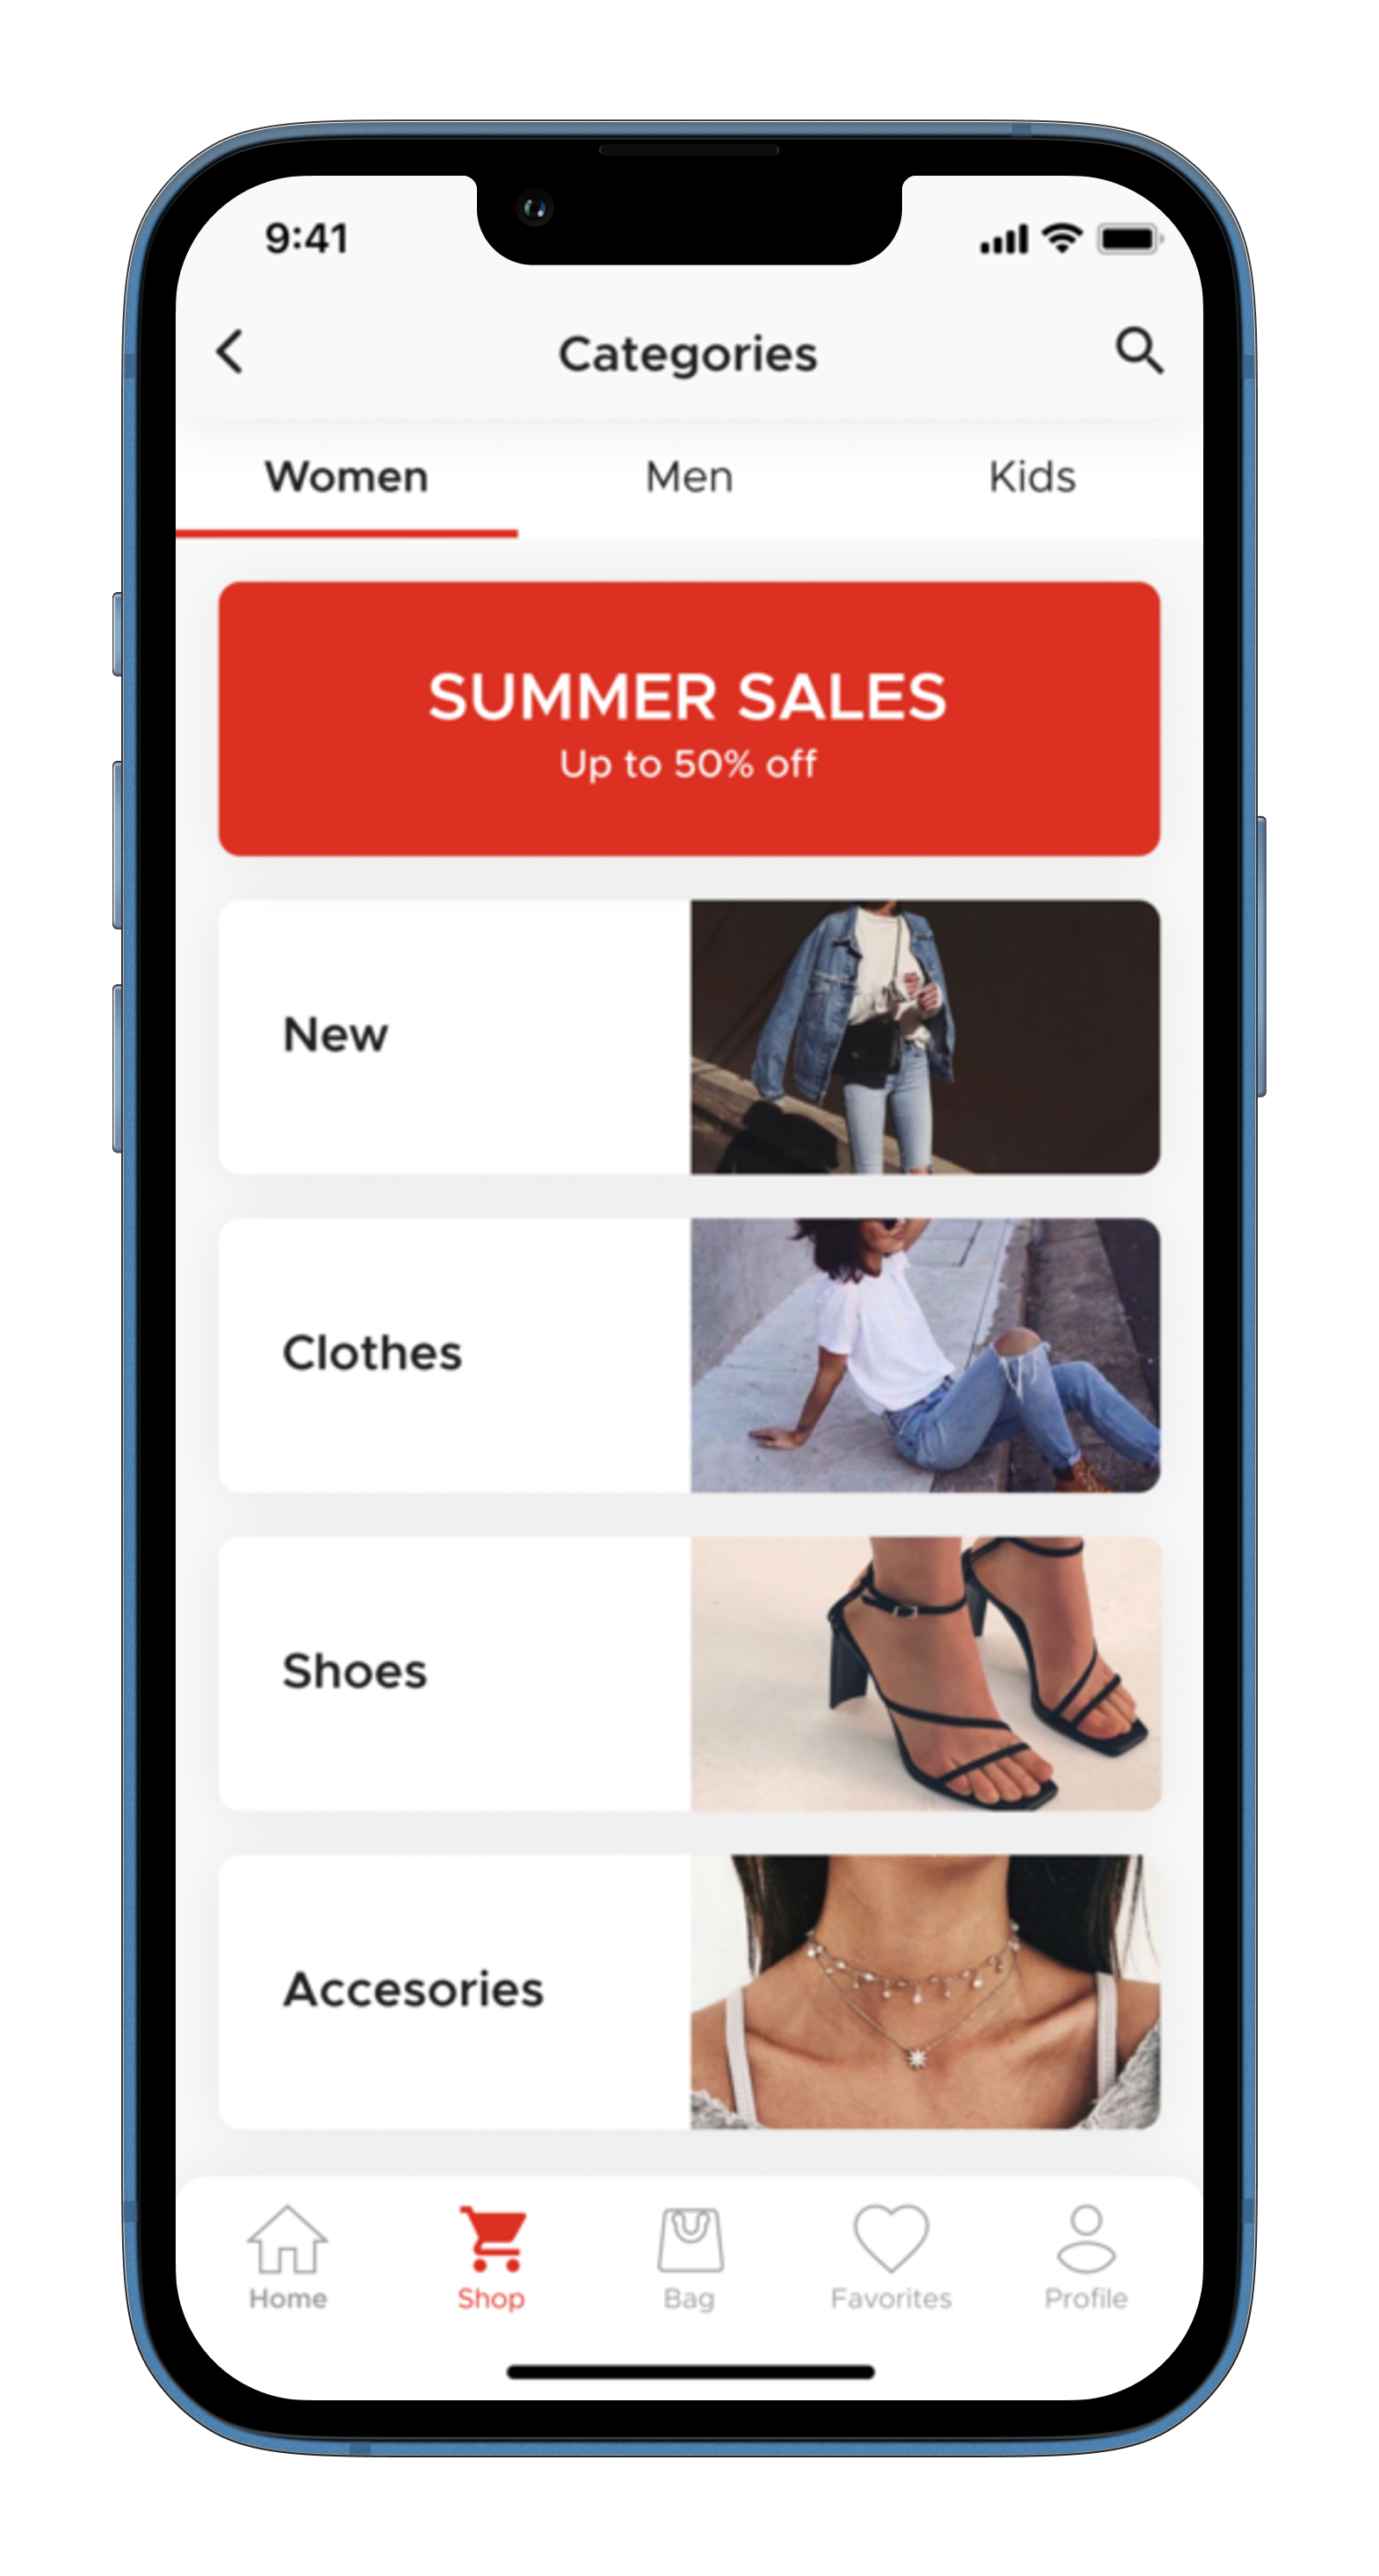 9:41
Categories
Women Men Kids
SUMMER SALES
Up to 50% off
New
Clothes
Shoes
Accesories
Home Shop Bag Favorites Profile